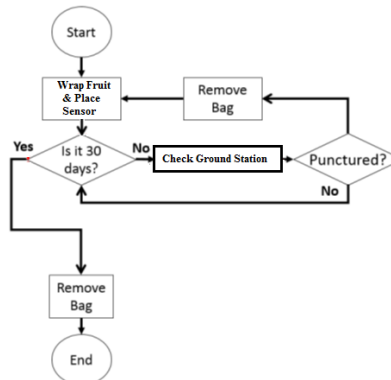 Start
Wrap Fruit
& Place
Sensor
Remove
Bag
Yes
Is it 30
days?
No
Check Ground Station
Punctured?
No
Remove
Bag
End